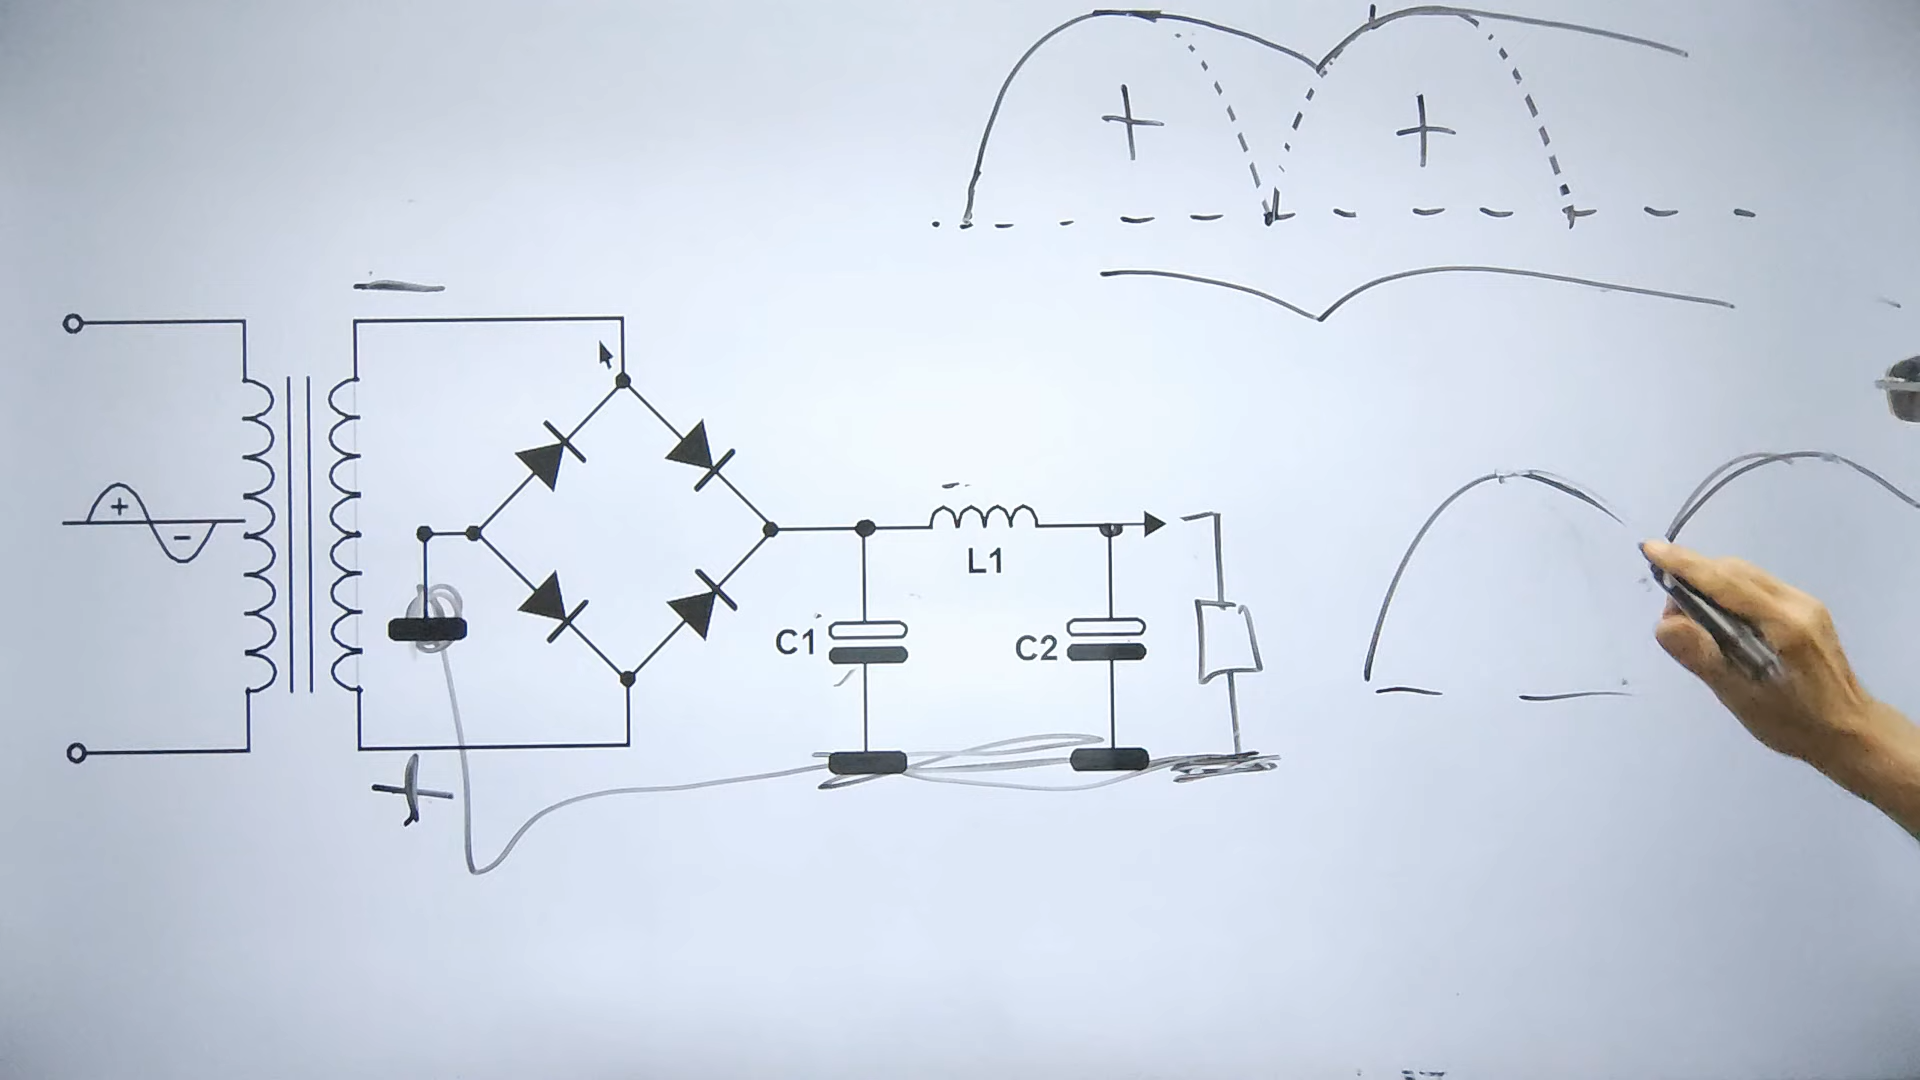 + +
−
+
−
L1
C1
C2
+